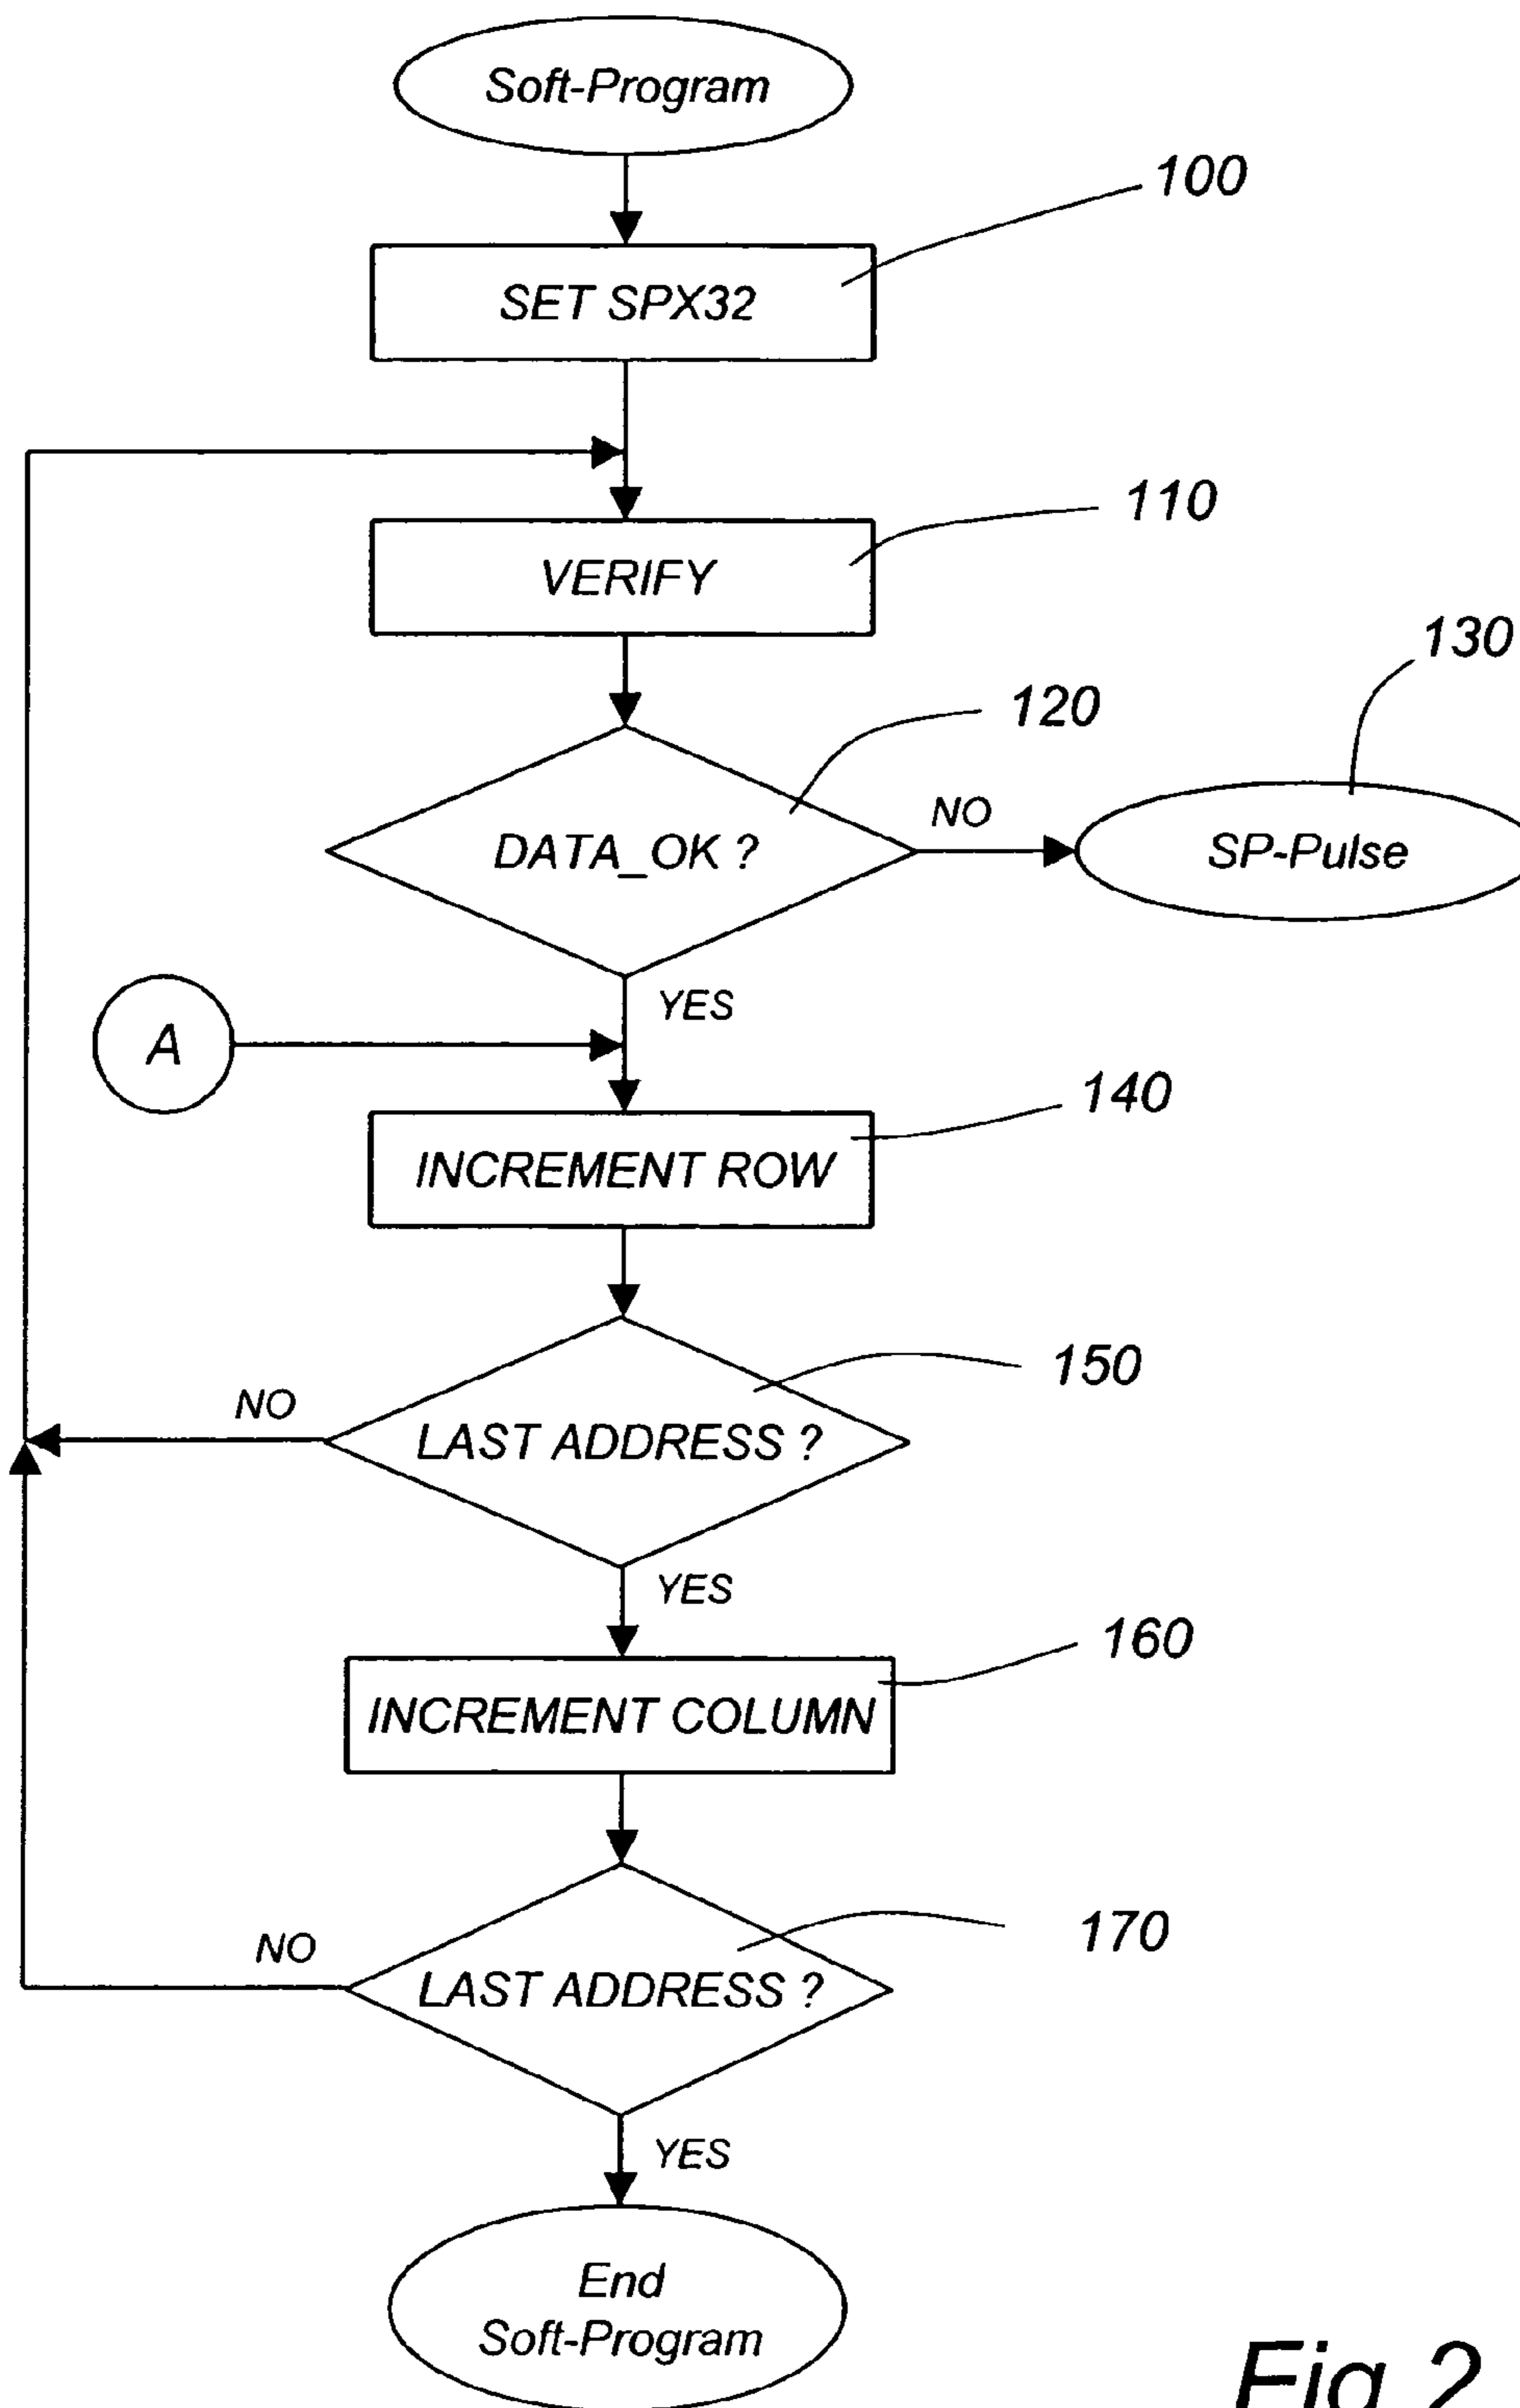 Soft-Program
100
SET SPX32
110
VERIFY
130
120
NO
DATA_OK ?
SP-Pulse
YES
A
140
INCREMENT ROW
150
NO
LAST ADDRESS ?
YES
160
INCREMENT COLUMN
170
NO
LAST ADDRESS ?
YES
End
Soft-Program
Fig.2